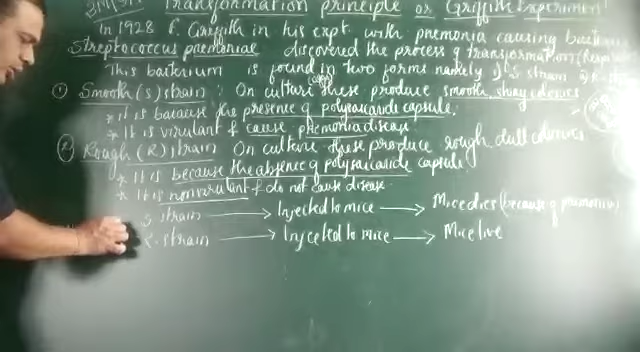 Transformation principle or Griffith Experiment
In 1928 F. Griffith in his expt. with pnemonia causing
Streptococcus pnemoniae discovered the process of transformation
This bacterium is found in two forms namely S strain
① Smooth (S) strain : On culture these produce smooth, shiny colonies
* it is because the presence of polysaccaride capsule.
* It is virulant & cause phemonia disease
② Rough (R) strain On culture these produce rough dull colonies
* It is because the absence of polysaccaride capsule.
* It is nonvirulant & do not cause disease.
S strain → Injected to mice → Mice dies (because of pnemonia)
R. strain → Injected to mice → Mice live